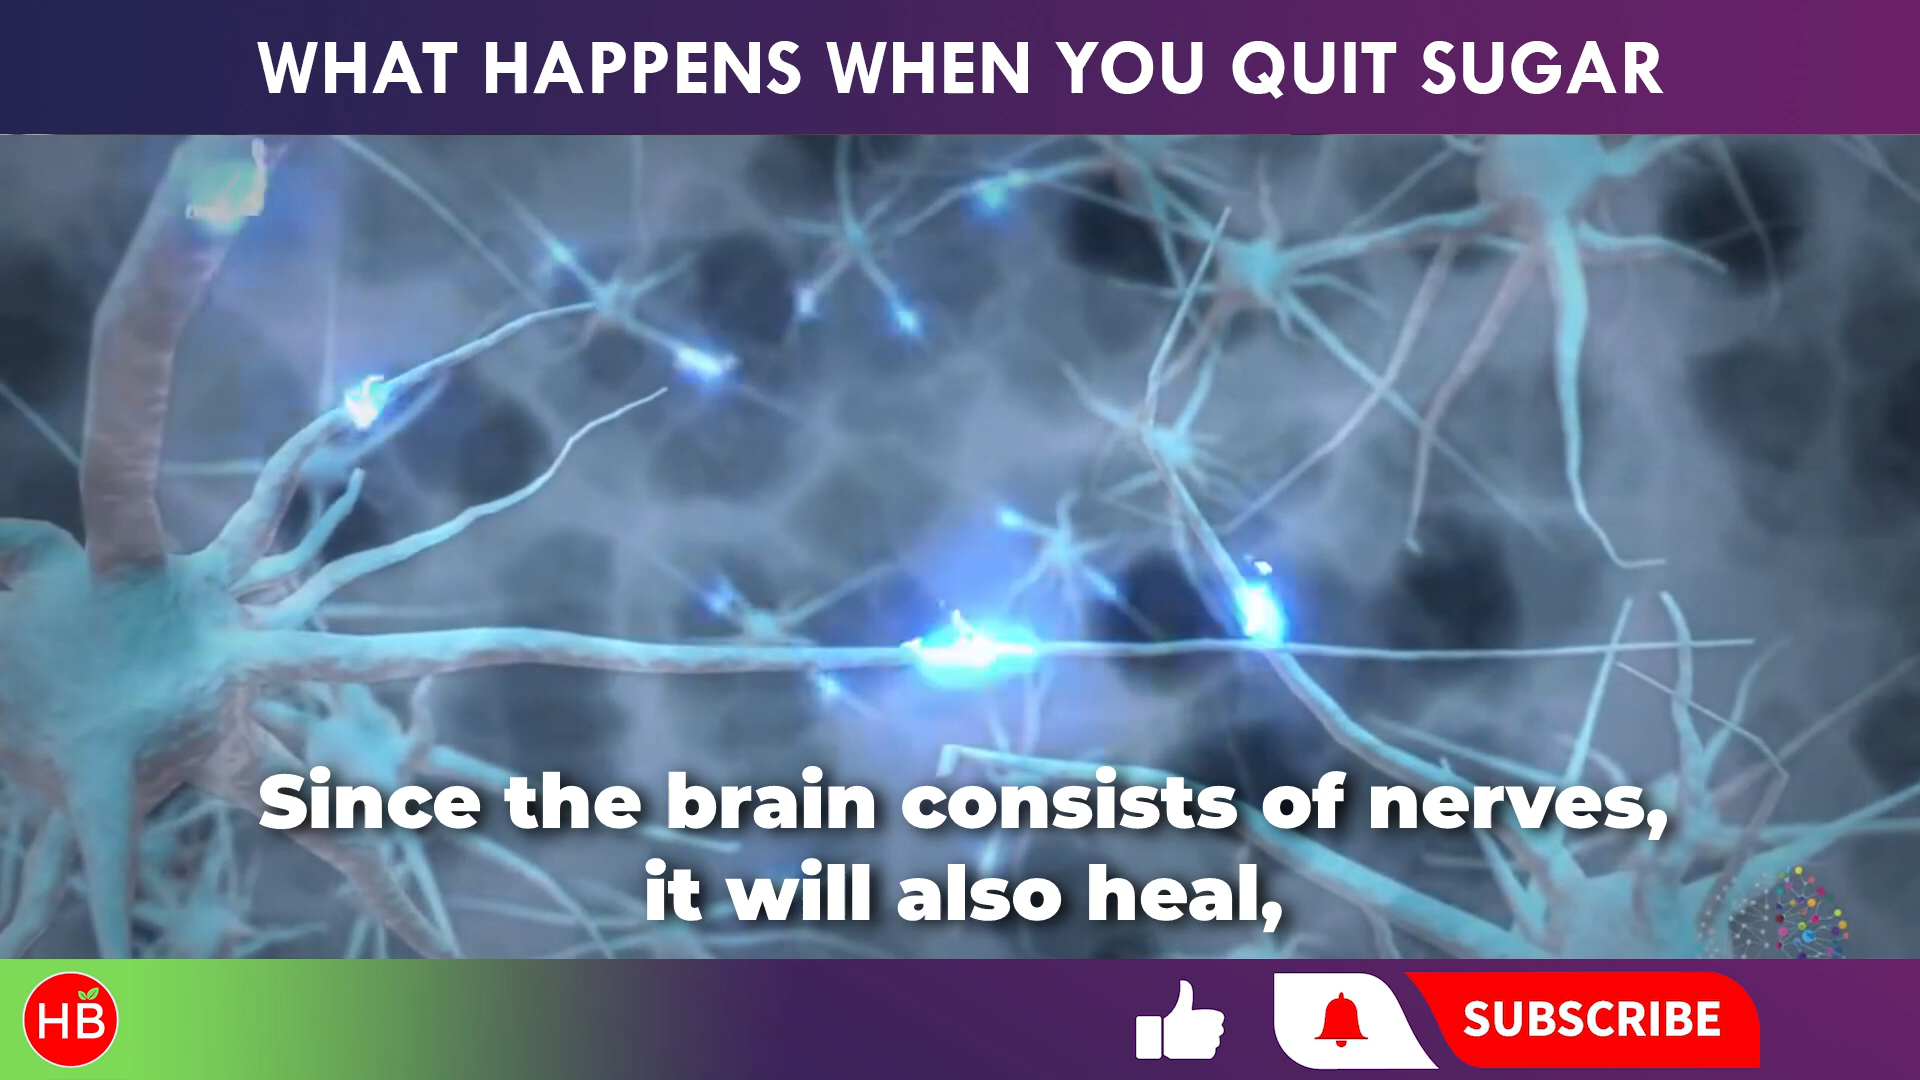 WHAT HAPPENS WHEN YOU QUIT SUGAR
Since the brain consists of nerves,
it will also heal,
HB
SUBSCRIBE